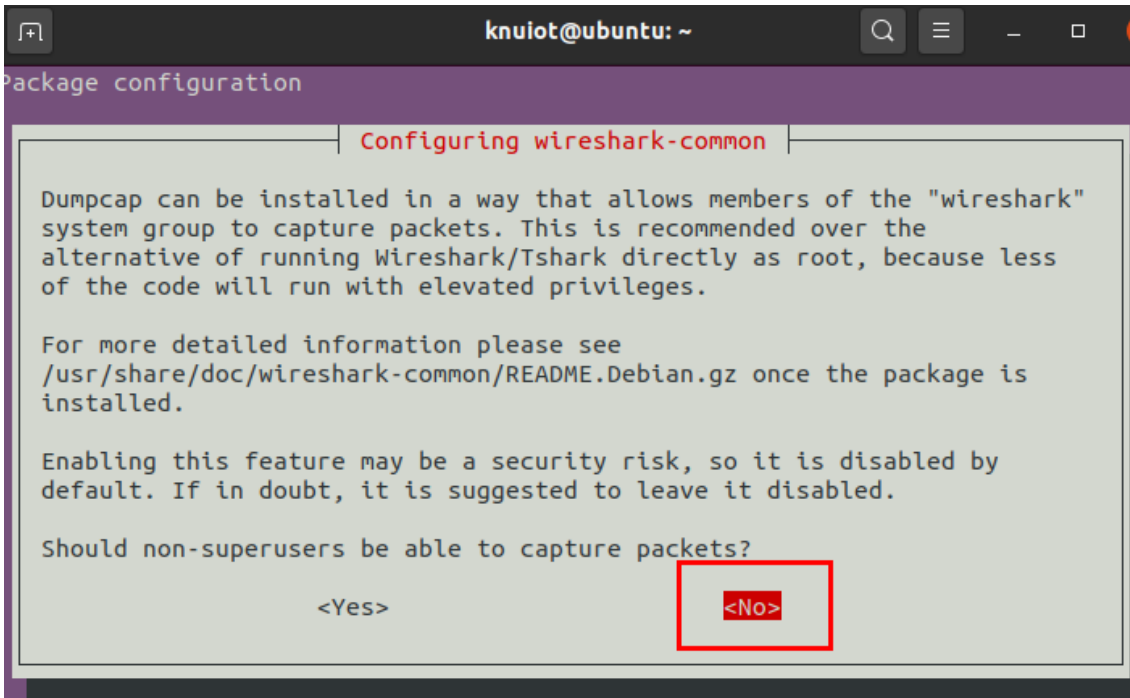 knuiot@ubuntu: ~
Package configuration
Configuring wireshark-common
Dumpcap can be installed in a way that allows members of the "wireshark"
system group to capture packets. This is recommended over the
alternative of running Wireshark/Tshark directly as root, because less
of the code will run with elevated privileges.
For more detailed information please see
/usr/share/doc/wireshark-common/README.Debian.gz once the package is
installed.
Enabling this feature may be a security risk, so it is disabled by
default. If in doubt, it is suggested to leave it disabled.
Should non-superusers be able to capture packets?
<Yes> <No>